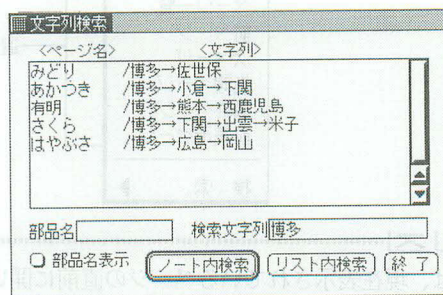 文字列検索
<ページ名> <文字列>
みどり /博多→佐世保
あかつき /博多→小倉→下関
有明 /博多→熊本→西鹿児島
さくら /博多→下関→出雲→米子
はやぶさ /博多→広島→岡山
部品名 検索文字列 博多
部品名表示 ノート内検索 リスト内検索 終了